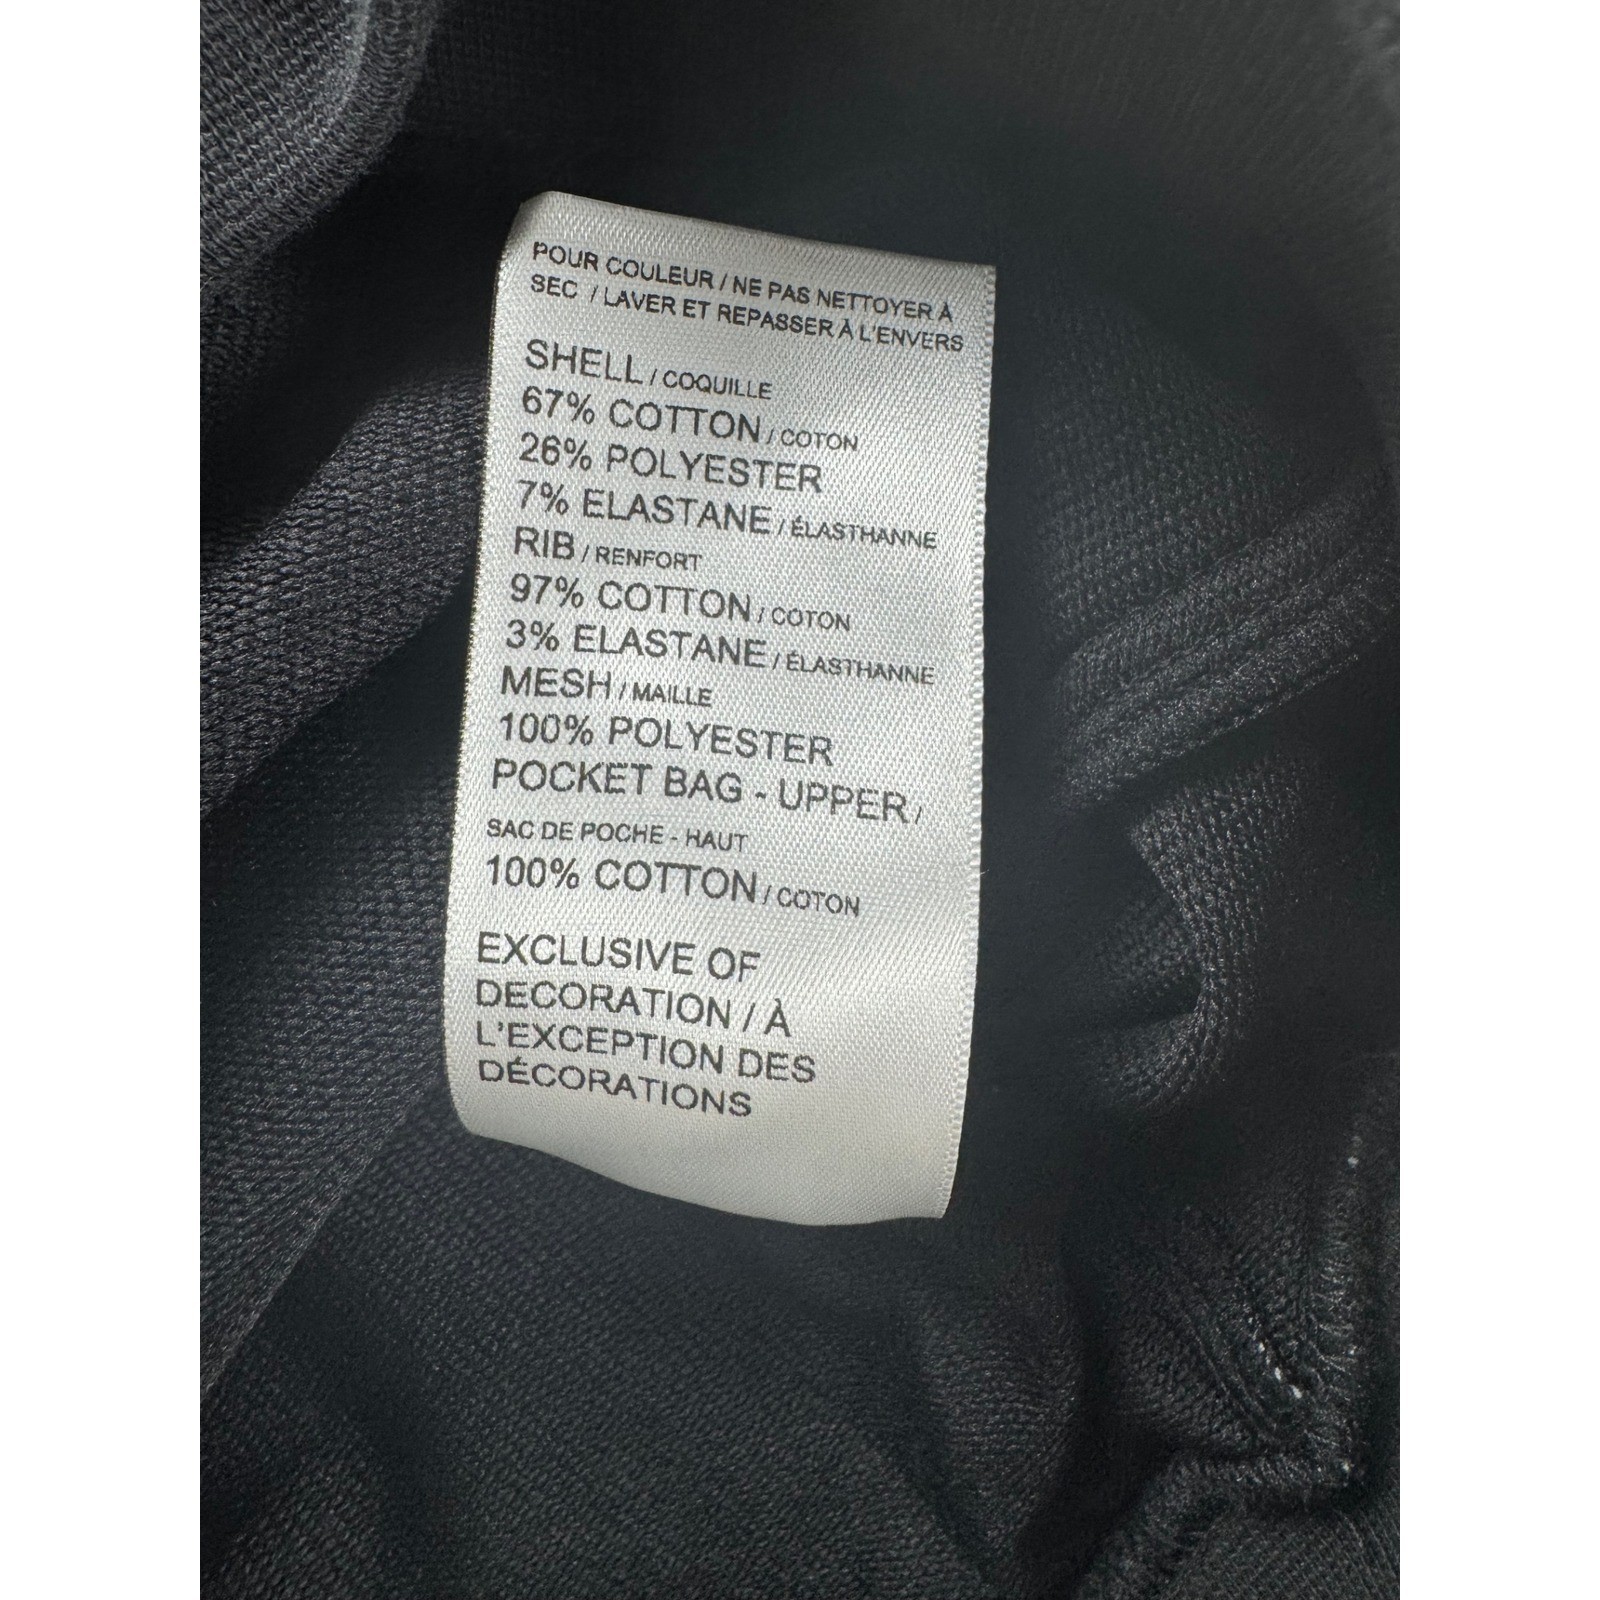 POUR COULEUR / NE PAS NETTOYER À
SEC / LAVER ET REPASSER À L'ENVERS
SHELL / COQUILLE
67% COTTON / COTON
26% POLYESTER
7% ELASTANE / ÉLASTHANNE
RIB / RENFORT
97% COTTON / COTON
3% ELASTANE / ÉLASTHANNE
MESH / MAILLE
100% POLYESTER
POCKET BAG - UPPER /
SAC DE POCHE - HAUT
100% COTTON / COTON
EXCLUSIVE OF
DECORATION / À
L'EXCEPTION DES
DÉCORATIONS